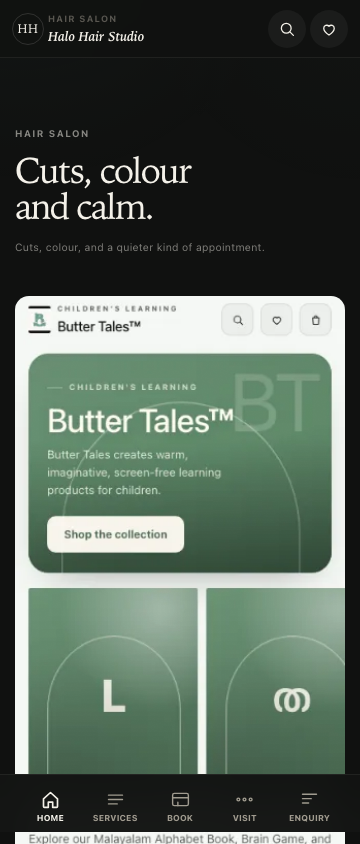 HH
HAIR SALON
Halo Hair Studio
HAIR SALON
Cuts, colour
and calm.
Cuts, colour, and a quieter kind of appointment.
CHILDREN'S LEARNING
Butter Tales™
BT
CHILDREN'S LEARNING
Butter Tales™
Butter Tales creates warm,
imaginative, screen-free learning
products for children.
Shop the collection
L
ത
HOME
SERVICES
BOOK
VISIT
ENQUIRY
Explore our Malayalam Alphabet Book, Brain Game, and